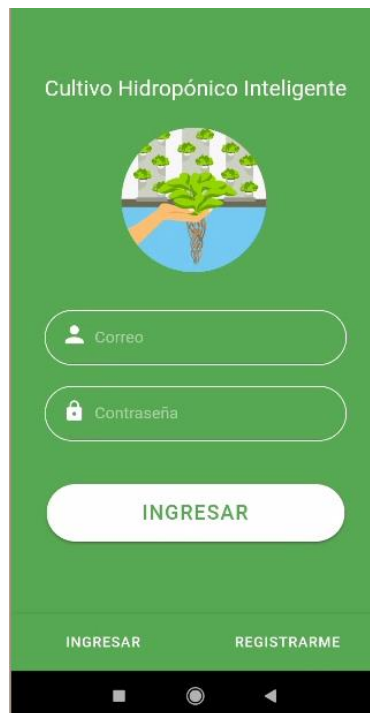 Cultivo Hidropónico Inteligente
Correo
Contraseña
INGRESAR
INGRESAR REGISTRARME